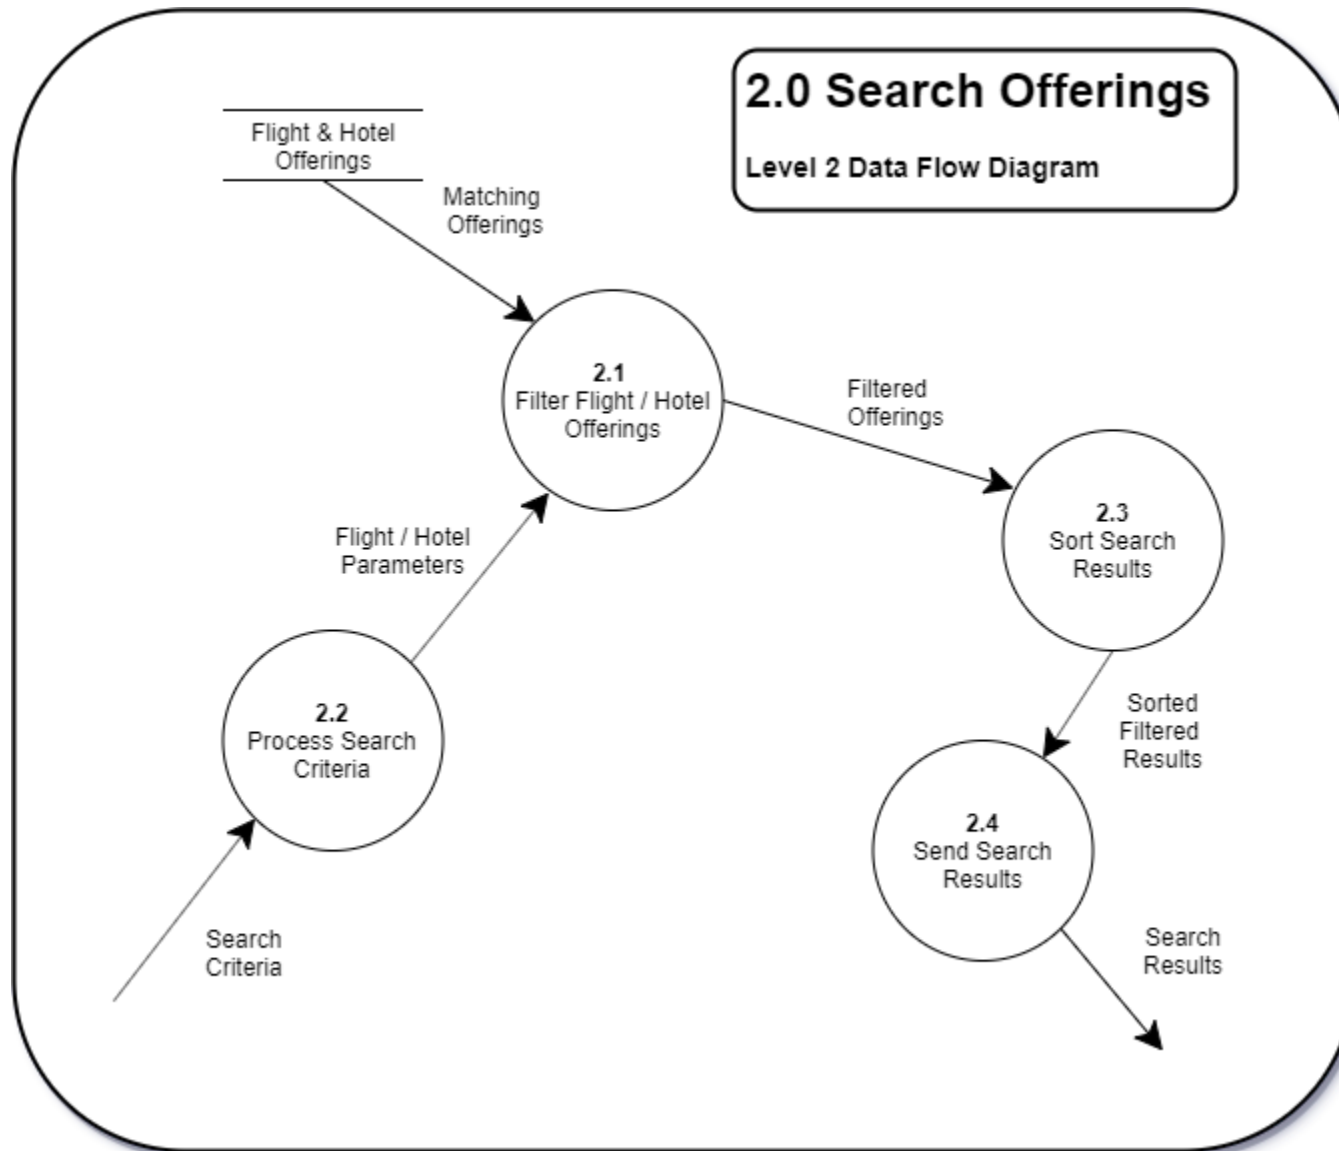 2.0 Search Offerings
Level 2 Data Flow Diagram
Flight & Hotel
Offerings
Matching
Offerings
2.1
Filter Flight / Hotel
Offerings
Filtered
Offerings
2.3
Sort Search
Results
Flight / Hotel
Parameters
2.2
Process Search
Criteria
Sorted
Filtered
Results
2.4
Send Search
Results
Search
Criteria
Search
Results